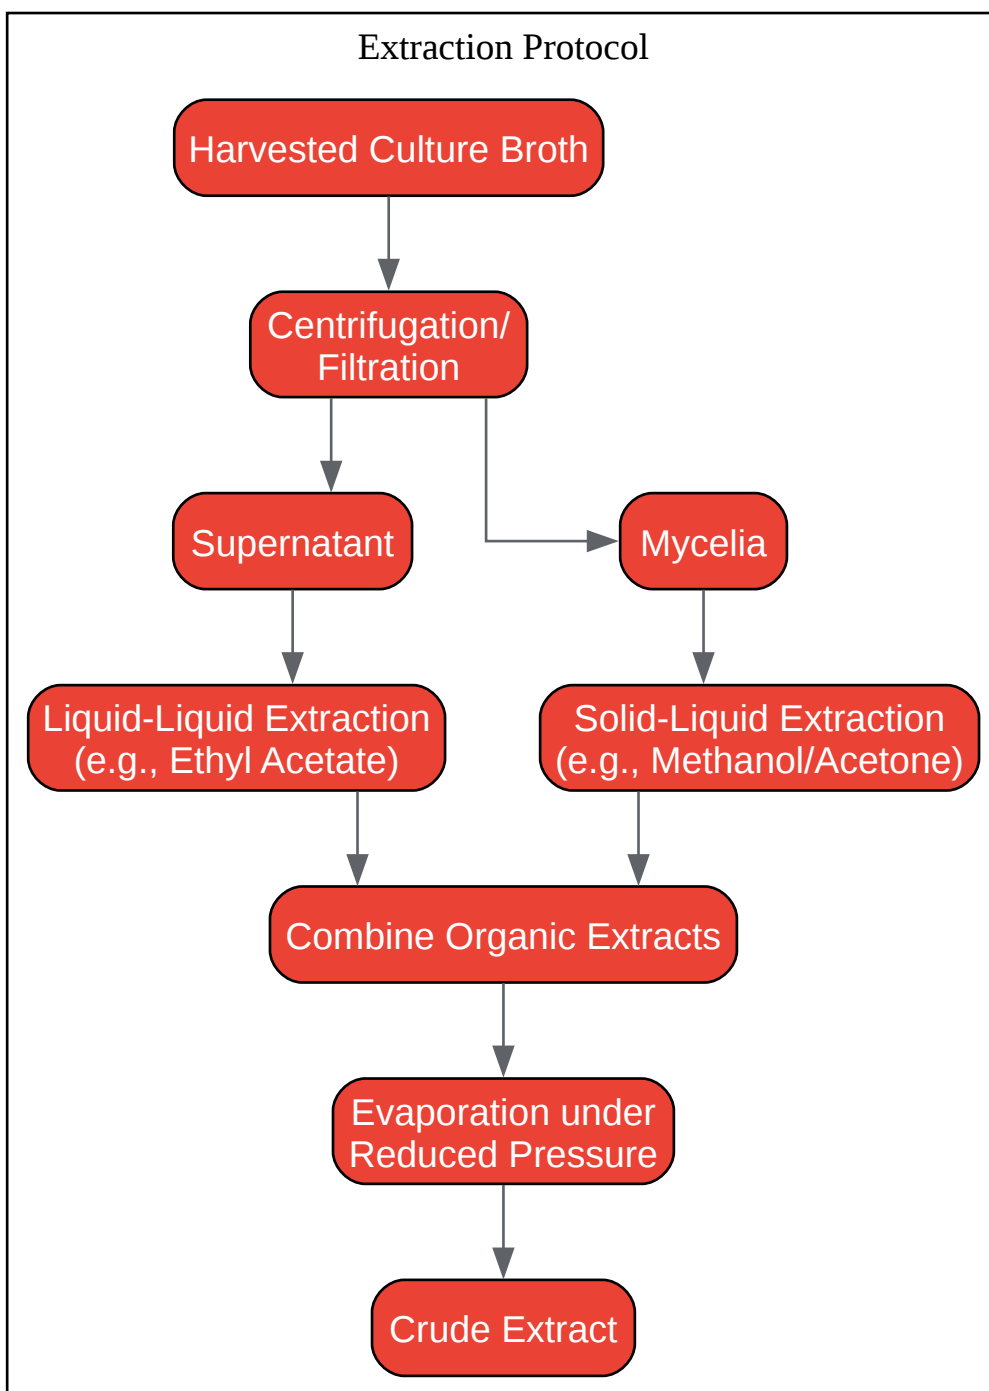 Extraction Protocol
Harvested Culture Broth
Centrifugation/
Filtration
Supernatant
Mycelia
Liquid-Liquid Extraction
(e.g., Ethyl Acetate)
Solid-Liquid Extraction
(e.g., Methanol/Acetone)
Combine Organic Extracts
Evaporation under
Reduced Pressure
Crude Extract